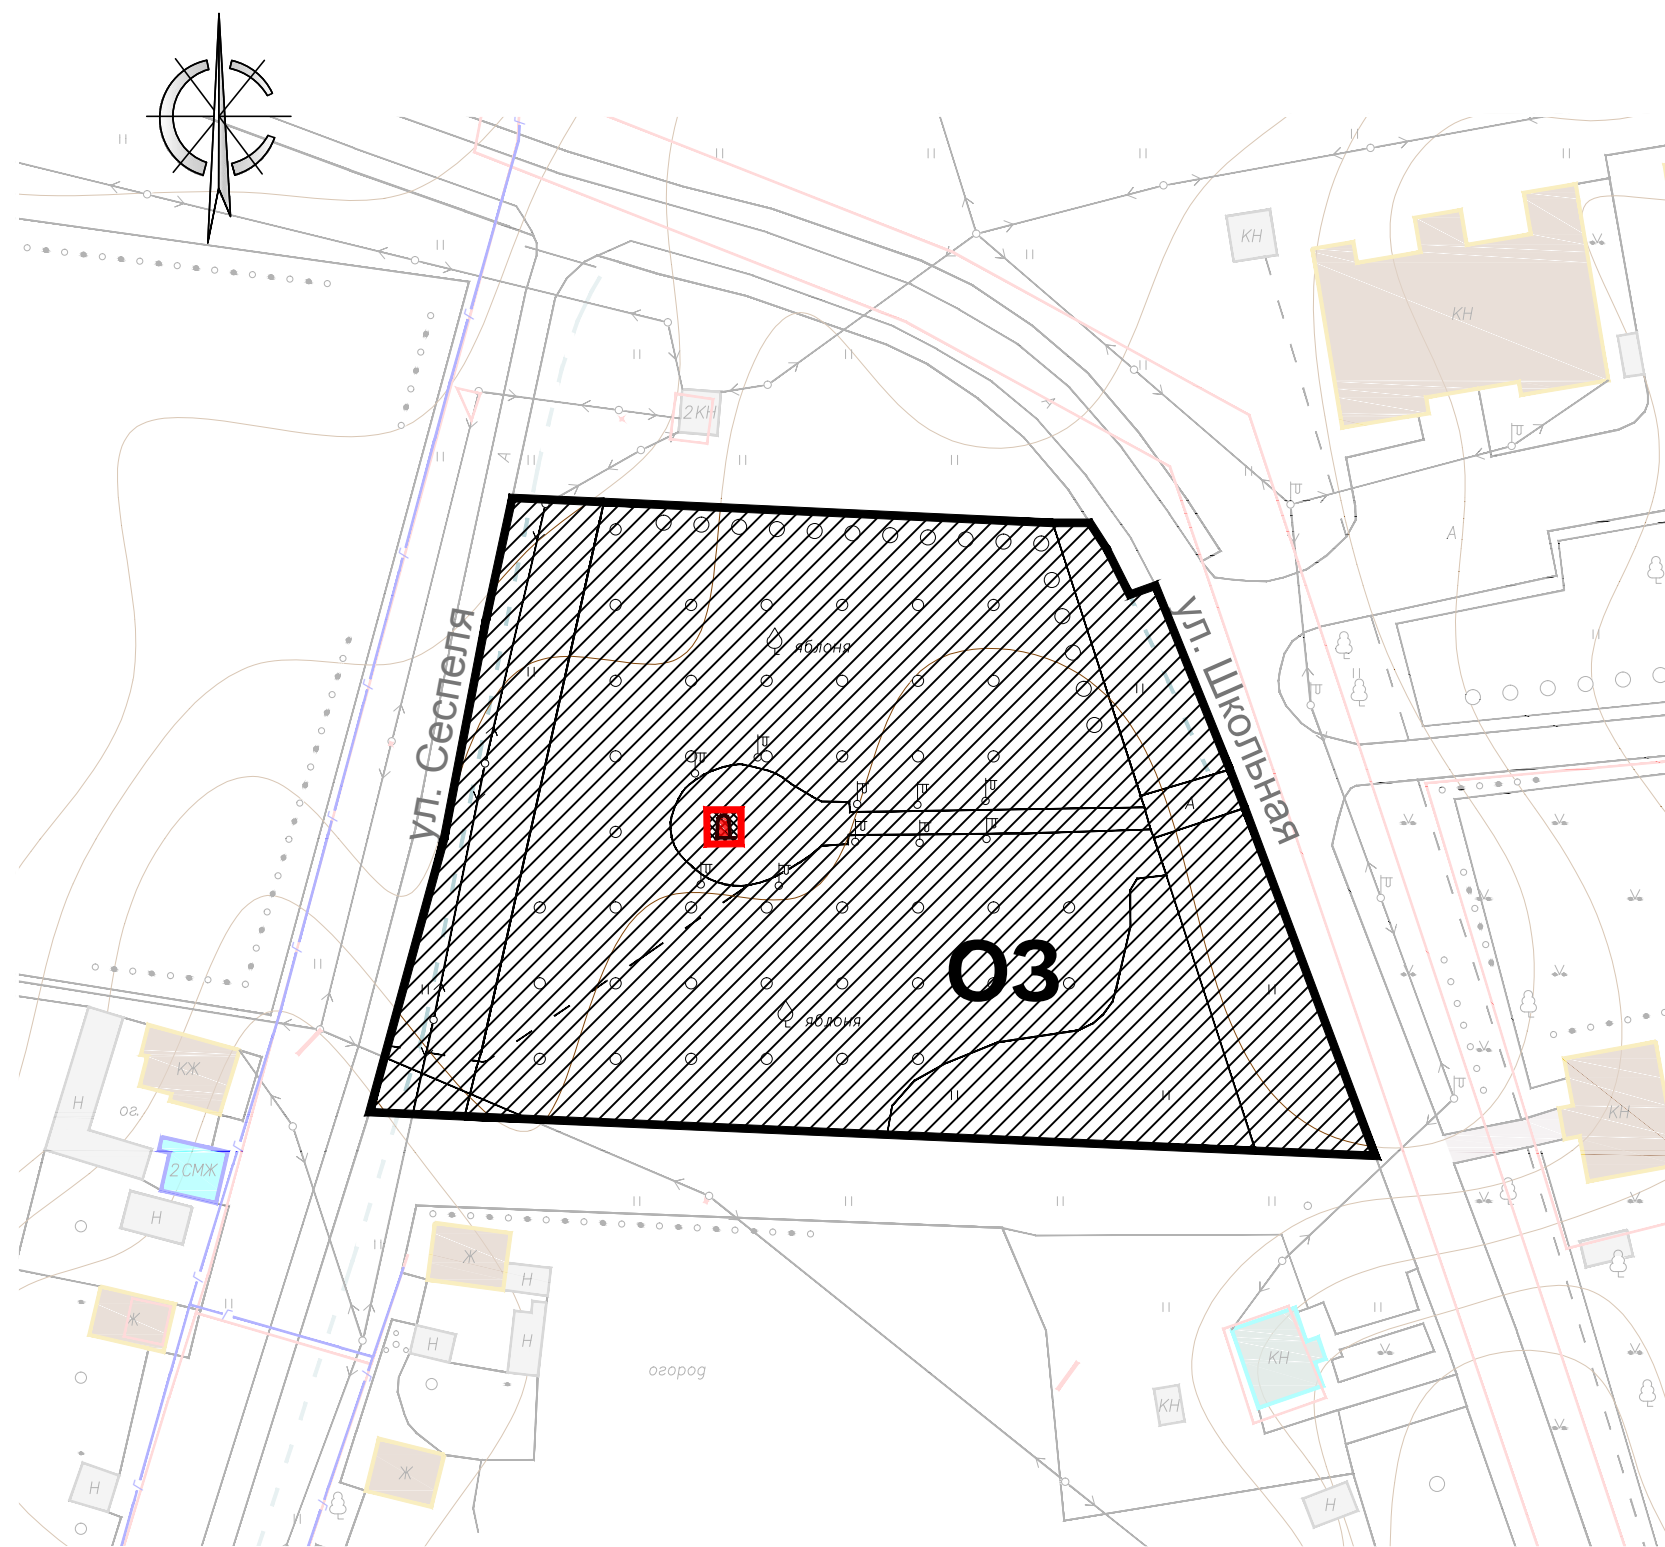 КН
КН
2КН
А
А
А
ул. Сеспеля
ул. Школьная
яблоня
А
П
ОЗ
яблоня
КЖ
Н
ог.
2СМЖ
Н
КН
Ж
Н
Ж
Н
Н
огород
КН
КН
Ж
Н
Н